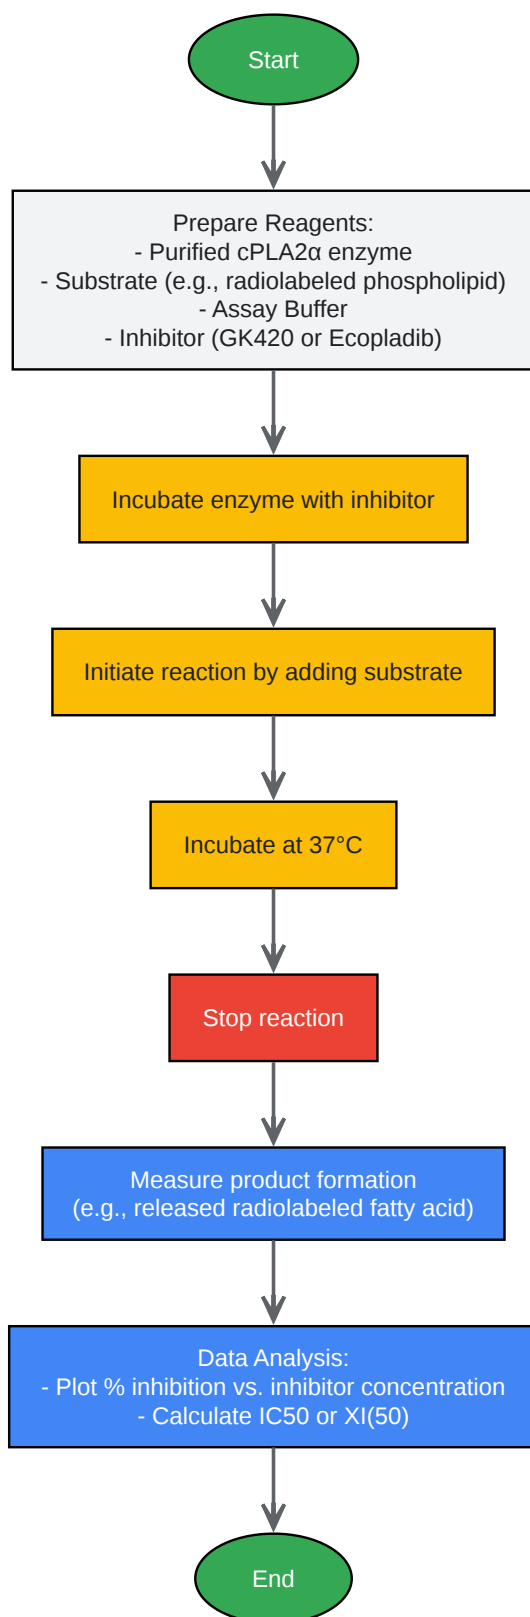 Start
Prepare Reagents:
- Purified cPLA2α enzyme
- Substrate (e.g., radiolabeled phospholipid)
- Assay Buffer
- Inhibitor (GK420 or Ecopladib)
Incubate enzyme with inhibitor
Initiate reaction by adding substrate
Incubate at 37°C
Stop reaction
Measure product formation
(e.g., released radiolabeled fatty acid)
Data Analysis:
- Plot % inhibition vs. inhibitor concentration
- Calculate IC50 or XI(50)
End